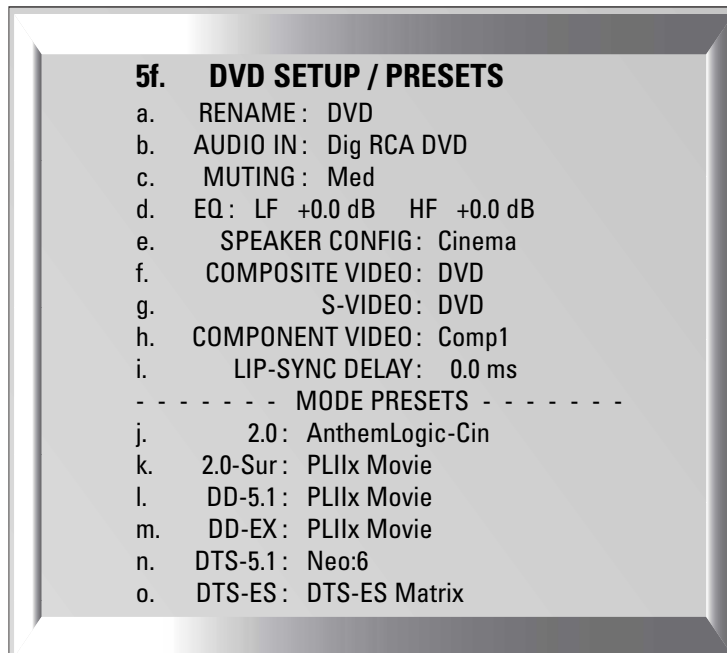 5f. DVD SETUP / PRESETS
a. RENAME : DVD
b. AUDIO IN : Dig RCA DVD
c. MUTING : Med
d. EQ : LF +0.0 dB HF +0.0 dB
e. SPEAKER CONFIG : Cinema
f. COMPOSITE VIDEO : DVD
g. S-VIDEO : DVD
h. COMPONENT VIDEO : Comp1
i. LIP-SYNC DELAY : 0.0 ms
- - - - - - - MODE PRESETS - - - - - - -
j. 2.0 : AnthemLogic-Cin
k. 2.0-Sur : PLIIx Movie
l. DD-5.1 : PLIIx Movie
m. DD-EX : PLIIx Movie
n. DTS-5.1 : Neo:6
o. DTS-ES : DTS-ES Matrix